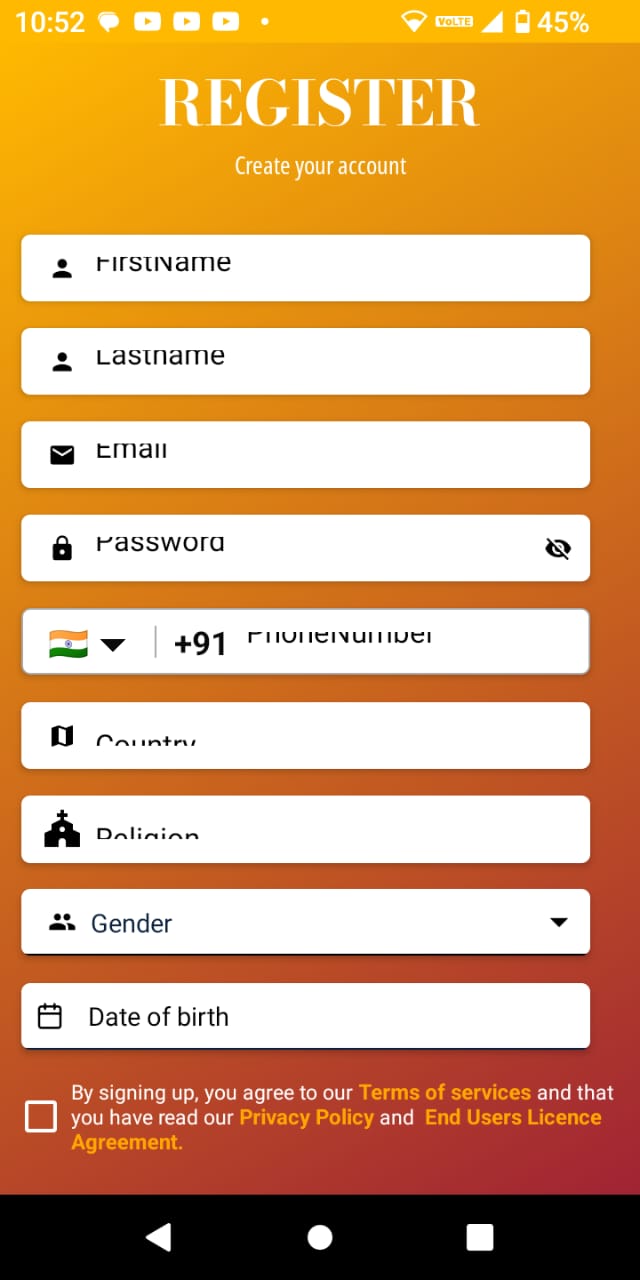 10:52
VoLTE
45%
REGISTER
Create your account
FirstName
Lastname
Email
Password
+91 PhoneNumber
Country
Religion
Gender
Date of birth
By signing up, you agree to our Terms of services and that
you have read our Privacy Policy and End Users Licence
Agreement.